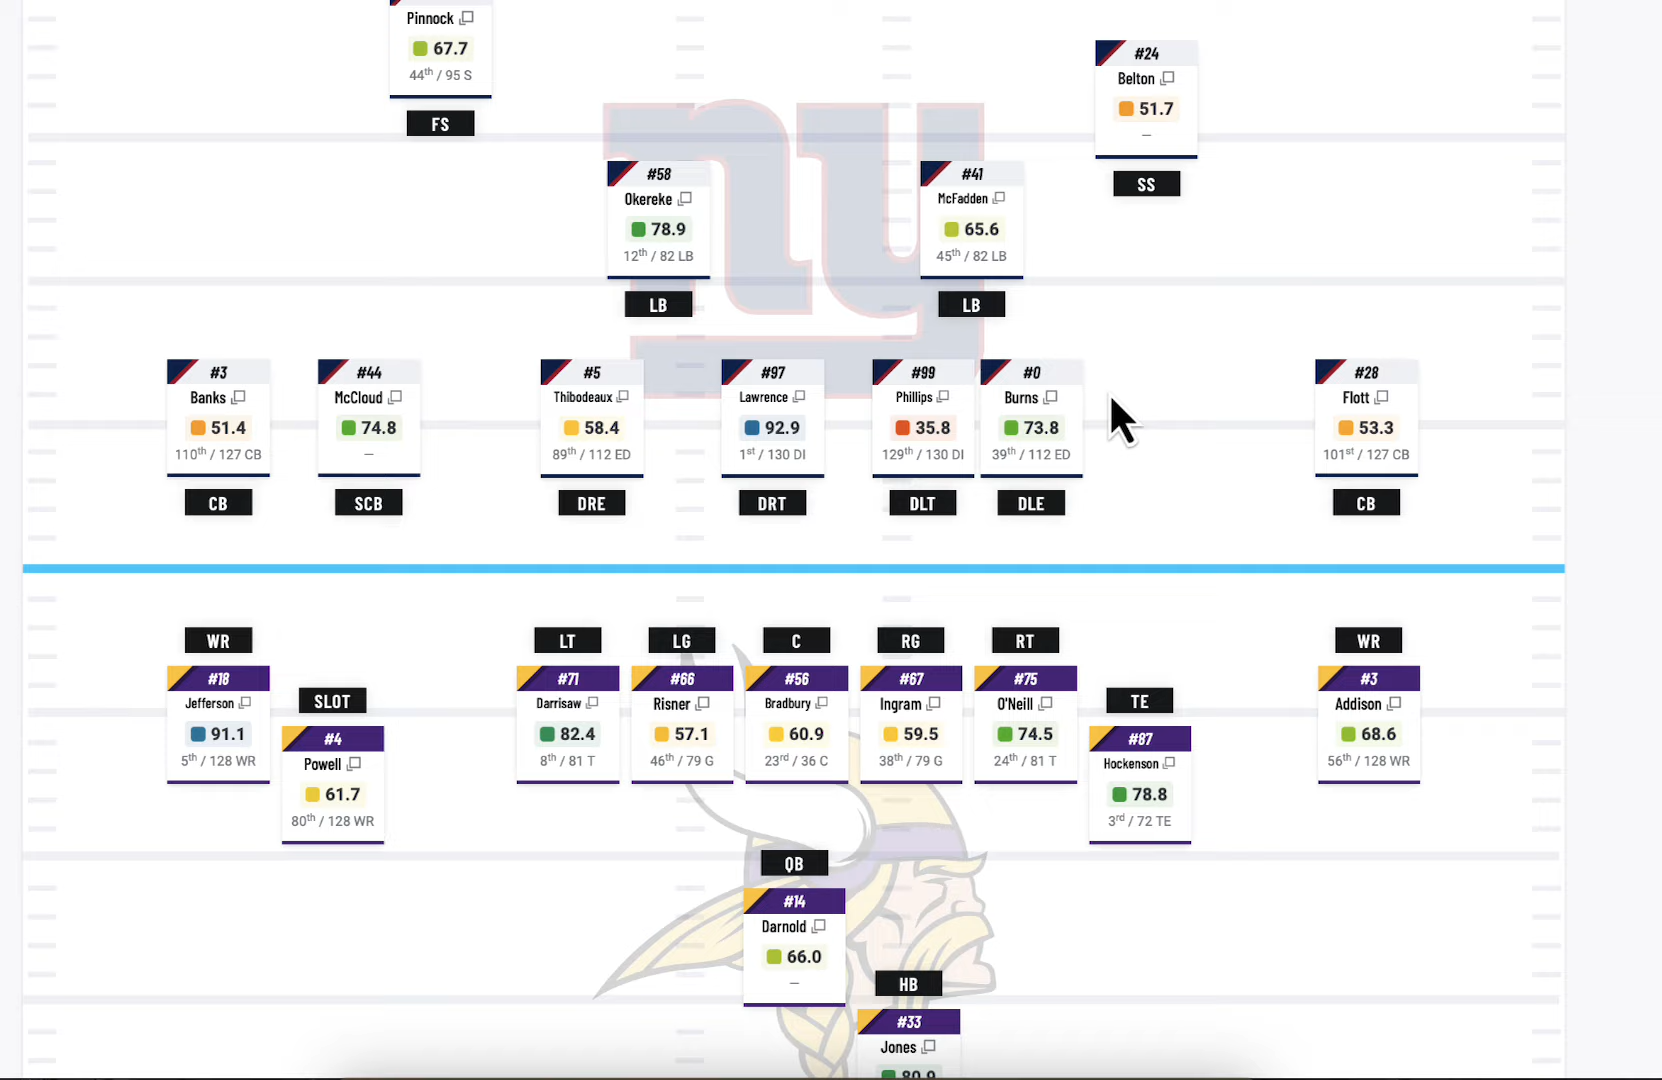 Pinnock
67.7
44th / 95 S
FS
#24
Belton
51.7
–
SS
#58
Okereke
78.9
12th / 82 LB
LB
#41
McFadden
65.6
45th / 82 LB
LB
#3
Banks
51.4
110th / 127 CB
CB
#44
McCloud
74.8
–
SCB
#5
Thibodeaux
58.4
89th / 112 ED
DRE
#97
Lawrence
92.9
1st / 130 DI
DRT
#99
Phillips
35.8
129th / 130 DI
DLT
#0
Burns
73.8
39th / 112 ED
DLE
#28
Flott
53.3
101st / 127 CB
CB
ny
WR
#18
Jefferson
91.1
5th / 128 WR
SLOT
#4
Powell
61.7
80th / 128 WR
LT
#71
Darrisaw
82.4
8th / 81 T
LG
#66
Risner
57.1
46th / 79 G
C
#56
Bradbury
60.9
23rd / 36 C
RG
#67
Ingram
59.5
38th / 79 G
RT
#75
O'Neill
74.5
24th / 81 T
TE
#87
Hockenson
78.8
3rd / 72 TE
WR
#3
Addison
68.6
56th / 128 WR
QB
#14
Darnold
66.0
–
HB
#33
Jones
80.9